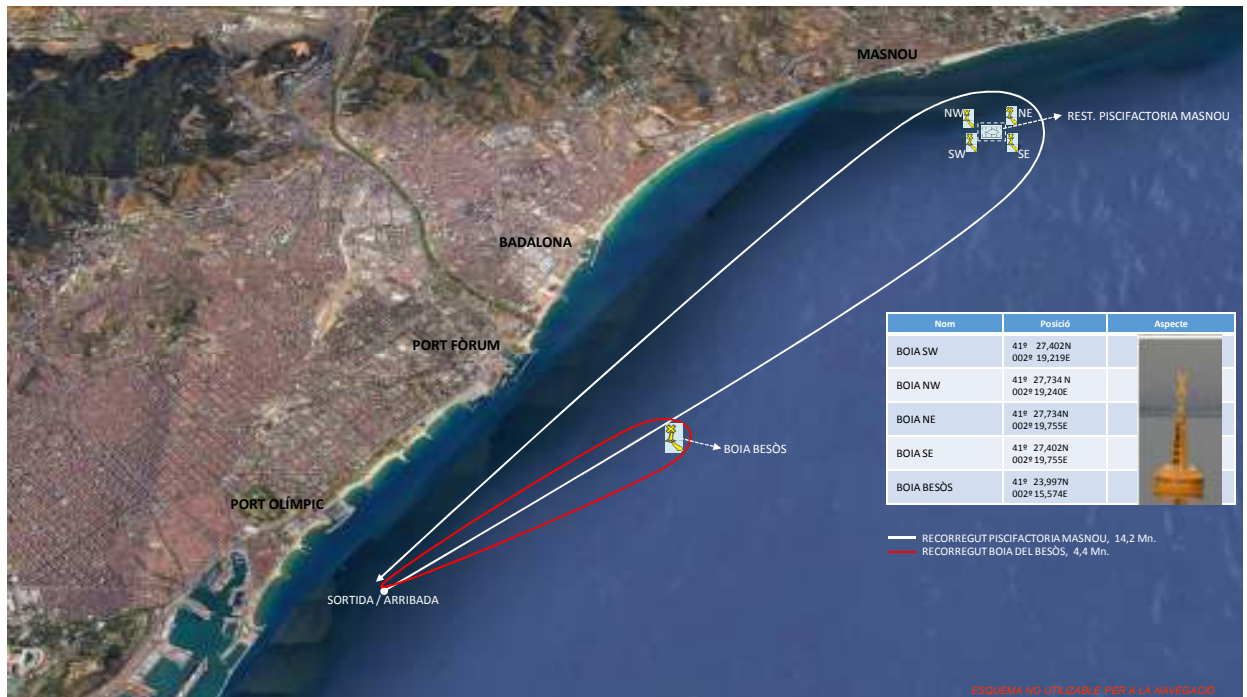 MASNOU
NW
NE
REST. PISCIFACTORIA MASNOU
SW
SE
BADALONA
PORT FÒRUM
BOIA BESÒS
PORT OLÍMPIC
SORTIDA / ARRIBADA
Nom Posició Aspecte
BOIA SW 41º 27,402N
002º 19,219E
BOIA NW 41º 27,734 N
002º 19,240E
BOIA NE 41º 27,734N
002º 19,755E
BOIA SE 41º 27,402N
002º 19,755E
BOIA BESÒS 41º 23,997N
002º 15,574E
RECORREGUT PISCIFACTORIA MASNOU, 14,2 Mn.
RECORREGUT BOIA DEL BESÒS, 4,4 Mn.
ESQUEMA NO UTILIZABLE PER A LA NAVEGACIÓ